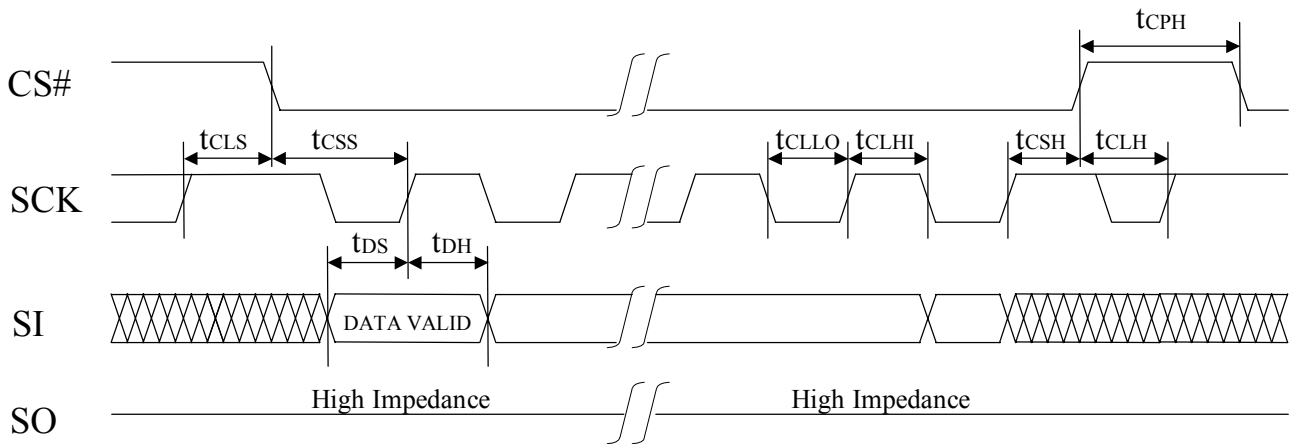 tCPH
CS#
tCLS tCSS tCLLO tCLHI tCSH tCLH
SCK
tDS tDH
SI DATA VALID
High Impedance High Impedance
SO